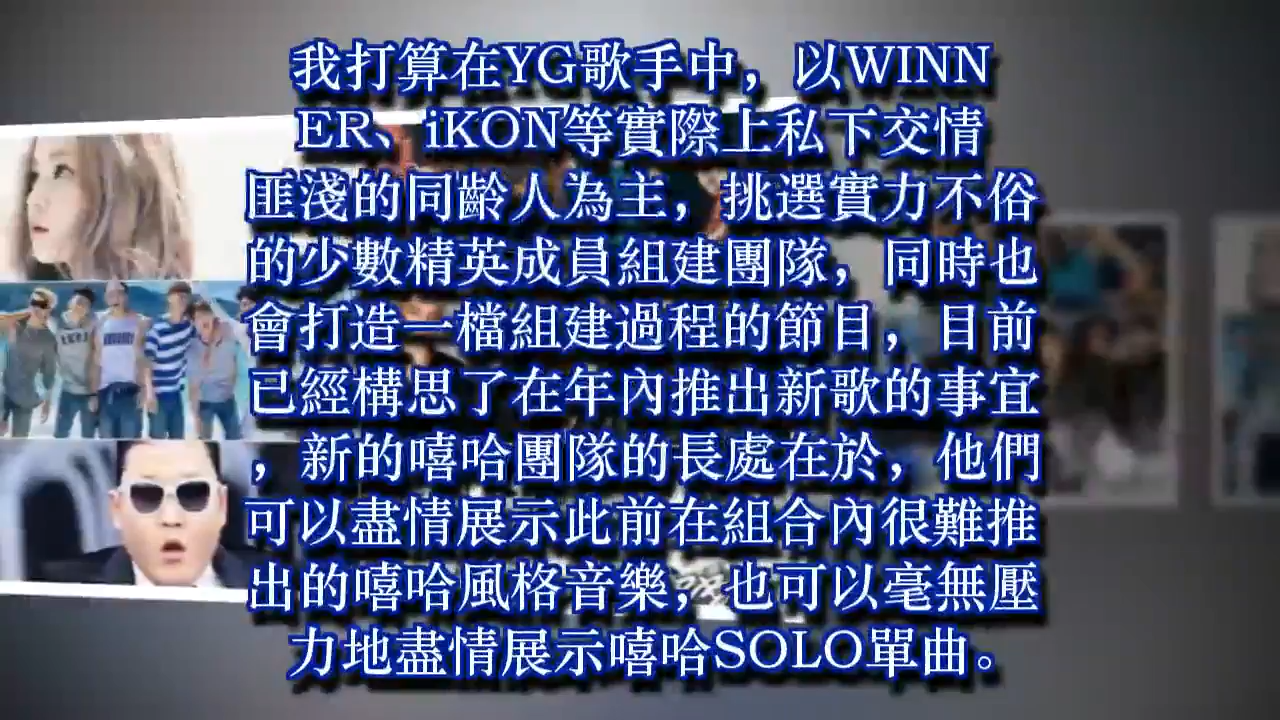 我打算在YG歌手中，以WINN
ER、iKON等實際上私下交情
匪淺的同齡人為主，挑選實力不俗
的少數精英成員組建團隊，同時也
會打造一檔組建過程的節目，目前
已經構思了在年內推出新歌的事宜
，新的嘻哈團隊的長處在於，他們
可以盡情展示此前在組合內很難推
出的嘻哈風格音樂，也可以毫無壓
力地盡情展示嘻哈SOLO單曲。